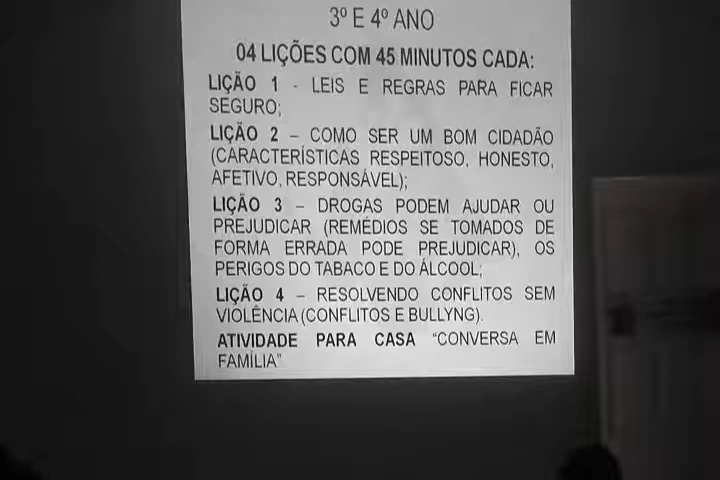 3º E 4º ANO
04 LIÇÕES COM 45 MINUTOS CADA:
LIÇÃO 1 - LEIS E REGRAS PARA FICAR
SEGURO;
LIÇÃO 2 – COMO SER UM BOM CIDADÃO
(CARACTERÍSTICAS RESPEITOSO, HONESTO,
AFETIVO, RESPONSÁVEL);
LIÇÃO 3 – DROGAS PODEM AJUDAR OU
PREJUDICAR (REMÉDIOS SE TOMADOS DE
FORMA ERRADA PODE PREJUDICAR), OS
PERIGOS DO TABACO E DO ÁLCOOL;
LIÇÃO 4 – RESOLVENDO CONFLITOS SEM
VIOLÊNCIA (CONFLITOS E BULLYNG).
ATIVIDADE PARA CASA “CONVERSA EM
FAMÍLIA”